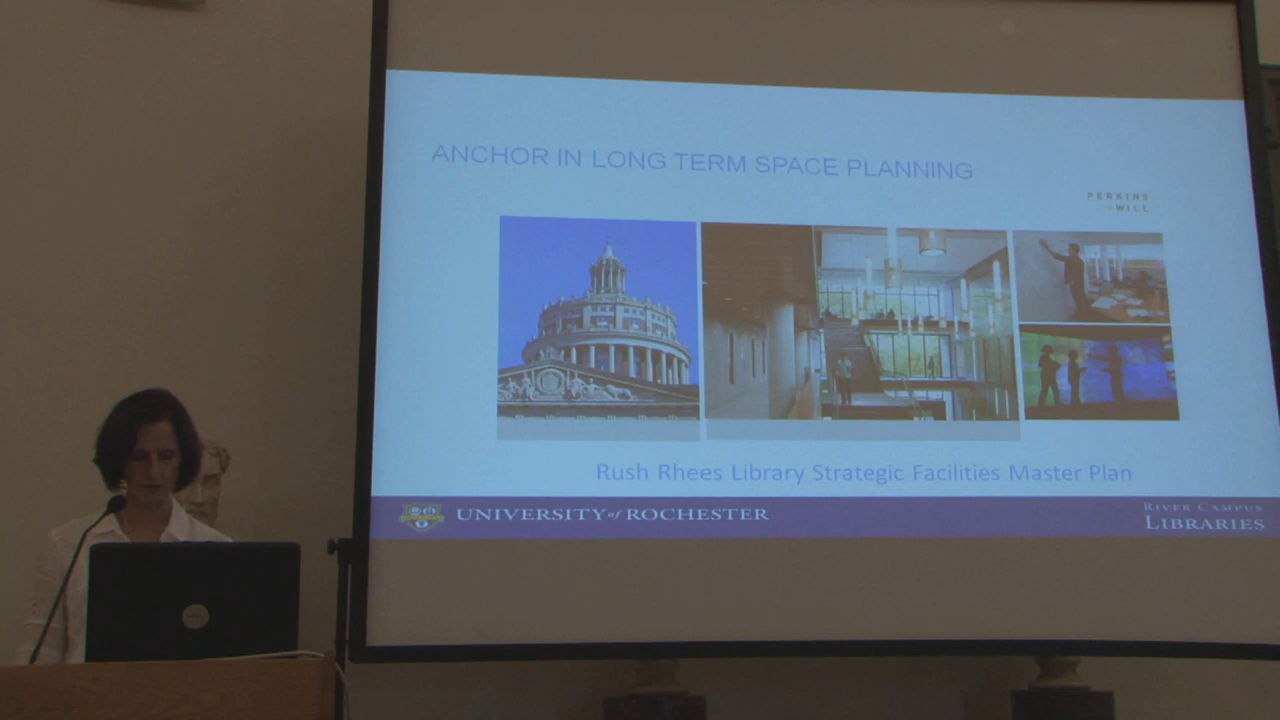 ANCHOR IN LONG TERM SPACE PLANNING
PERKINS
+ WILL
Rush Rhees Library Strategic Facilities Master Plan
UNIVERSITY of ROCHESTER
RIVER CAMPUS
LIBRARIES